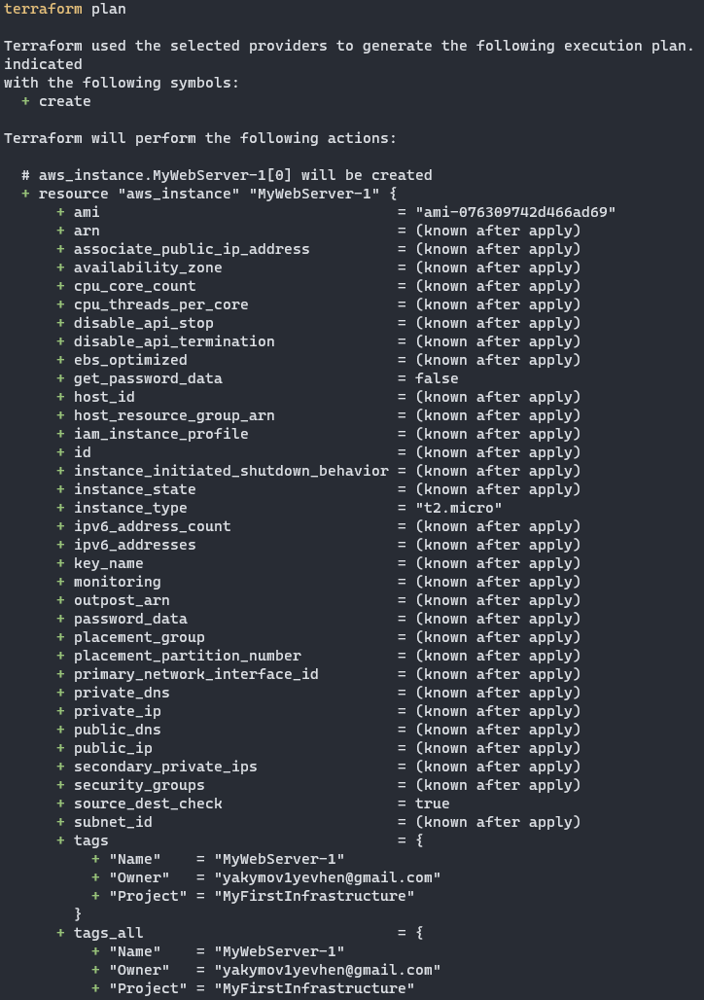 terraform plan
Terraform used the selected providers to generate the following execution plan.
indicated
with the following symbols:
  + create
Terraform will perform the following actions:
  # aws_instance.MyWebServer-1[0] will be created
  + resource "aws_instance" "MyWebServer-1" {
      + ami                                  = "ami-076309742d466ad69"
      + arn                                  = (known after apply)
      + associate_public_ip_address          = (known after apply)
      + availability_zone                    = (known after apply)
      + cpu_core_count                       = (known after apply)
      + cpu_threads_per_core                 = (known after apply)
      + disable_api_stop                     = (known after apply)
      + disable_api_termination              = (known after apply)
      + ebs_optimized                        = (known after apply)
      + get_password_data                    = false
      + host_id                              = (known after apply)
      + host_resource_group_arn              = (known after apply)
      + iam_instance_profile                 = (known after apply)
      + id                                   = (known after apply)
      + instance_initiated_shutdown_behavior = (known after apply)
      + instance_state                       = (known after apply)
      + instance_type                        = "t2.micro"
      + ipv6_address_count                   = (known after apply)
      + ipv6_addresses                       = (known after apply)
      + key_name                             = (known after apply)
      + monitoring                           = (known after apply)
      + outpost_arn                          = (known after apply)
      + password_data                        = (known after apply)
      + placement_group                      = (known after apply)
      + placement_partition_number           = (known after apply)
      + primary_network_interface_id         = (known after apply)
      + private_dns                          = (known after apply)
      + private_ip                           = (known after apply)
      + public_dns                           = (known after apply)
      + public_ip                            = (known after apply)
      + secondary_private_ips                = (known after apply)
      + security_groups                      = (known after apply)
      + source_dest_check                    = true
      + subnet_id                            = (known after apply)
      + tags                                 = {
          + "Name"    = "MyWebServer-1"
          + "Owner"   = "yakymov1yevhen@gmail.com"
          + "Project" = "MyFirstInfrastructure"
        }
      + tags_all                             = {
          + "Name"    = "MyWebServer-1"
          + "Owner"   = "yakymov1yevhen@gmail.com"
          + "Project" = "MyFirstInfrastructure"